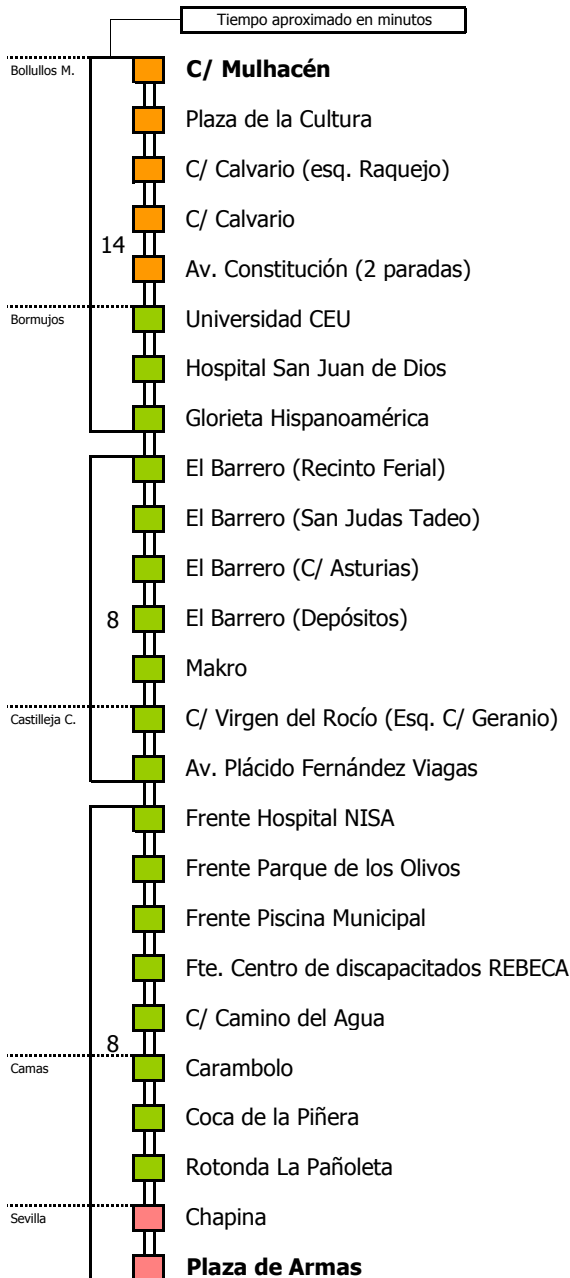 Tiempo aproximado en minutos
Bollullos M.
C/ Mulhacén
Plaza de la Cultura
C/ Calvario (esq. Raquejo)
C/ Calvario
14
Av. Constitución (2 paradas)
Bormujos
Universidad CEU
Hospital San Juan de Dios
Glorieta Hispanoamérica
El Barrero (Recinto Ferial)
El Barrero (San Judas Tadeo)
El Barrero (C/ Asturias)
8
El Barrero (Depósitos)
Makro
Castilleja C.
C/ Virgen del Rocío (Esq. C/ Geranio)
Av. Plácido Fernández Viagas
Frente Hospital NISA
Frente Parque de los Olivos
Frente Piscina Municipal
Fte. Centro de discapacitados REBECA
C/ Camino del Agua
8
Camas
Carambolo
Coca de la Piñera
Rotonda La Pañoleta
Sevilla
Chapina
Plaza de Armas